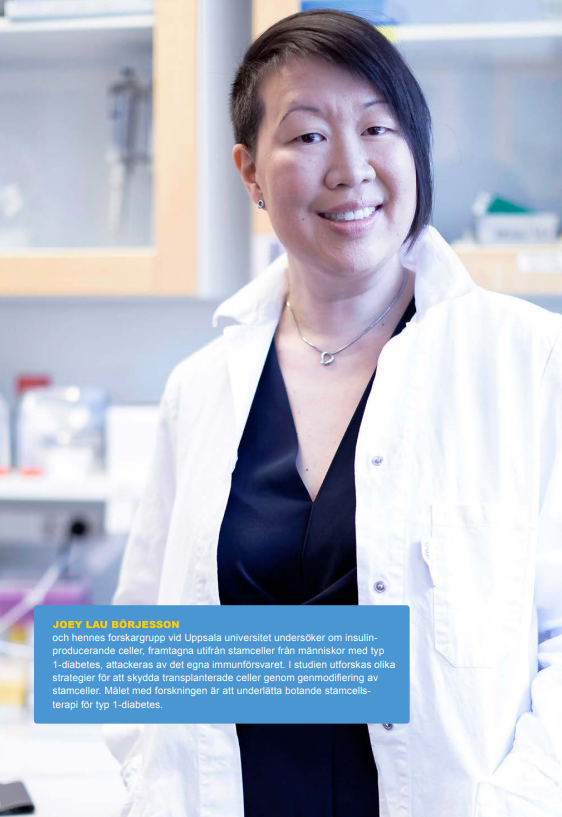 JOEY LAU BÖRJESSON
och hennes forskargrupp vid Uppsala universitet undersöker om insulin-
producerande celler, framtagna utifrån stamceller från människor med typ
1-diabetes, attackeras av det egna immunförsvaret. I studien utforskas olika
strategier för att skydda transplanterade celler genom genmodifiering av
stamceller. Målet med forskningen är att underlätta botande stamcells-
terapi för typ 1-diabetes.